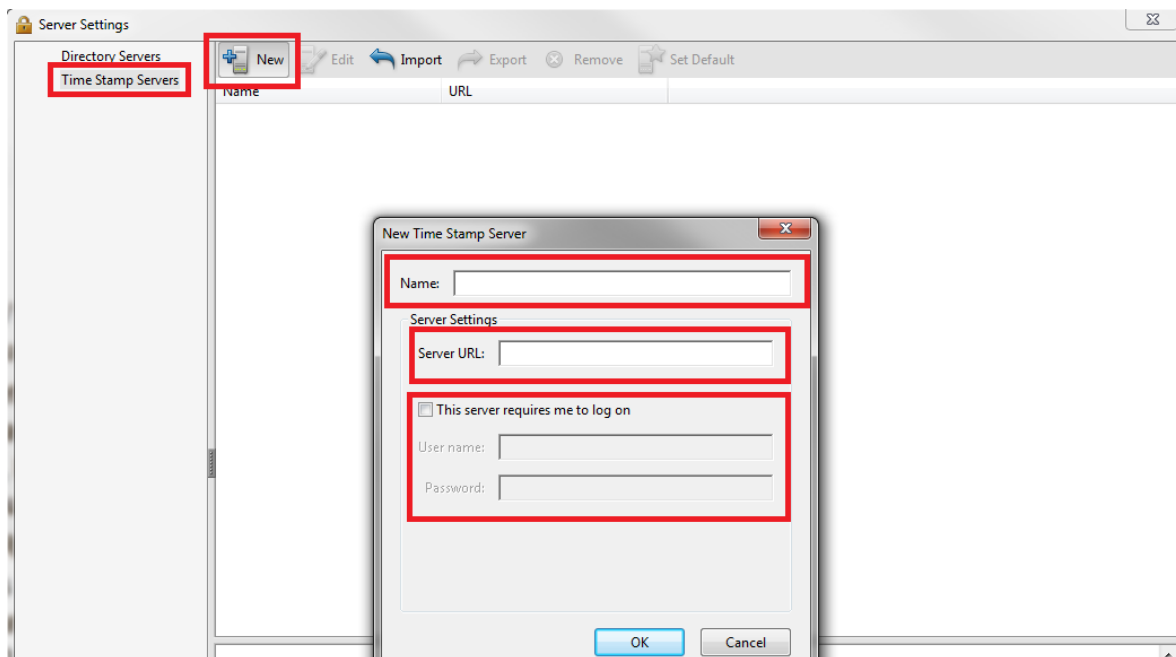 Server Settings
Directory Servers
Time Stamp Servers
New Edit Import Export Remove Set Default
Name URL
New Time Stamp Server
Name:
Server Settings
Server URL:
This server requires me to log on
User name:
Password:
OK Cancel